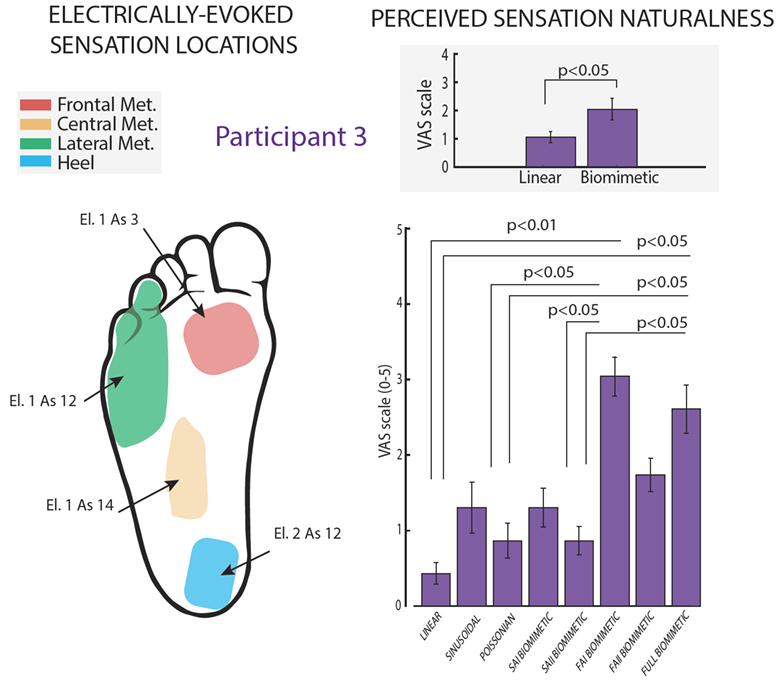 ELECTRICALLY-EVOKED
SENSATION LOCATIONS
Frontal Met.
Central Met.
Lateral Met.
Heel
Participant 3
El. 1 As 3
El. 1 As 12
El. 1 As 14
El. 2 As 12
PERCEIVED SENSATION NATURALNESS
VAS scale
4
3
2
1
0
p<0.05
Linear
Biomimetic
VAS scale (0-5)
5
4
3
2
1
0
p<0.01
p<0.05
p<0.05
p<0.05
p<0.05
p<0.05
LINEAR
SINUSOIDAL
POISSONIAN
SAI BIOMIMETIC
SAII BIOMIMETIC
FAI BIOMIMETIC
FAII BIOMIMETIC
FULL BIOMIMETIC